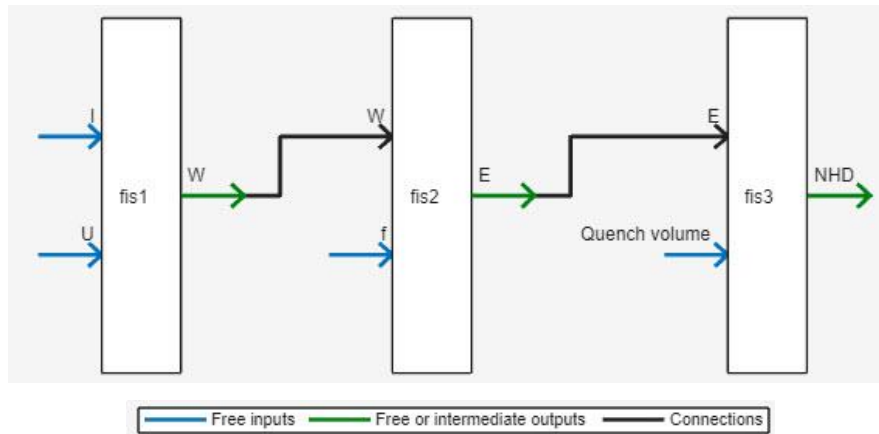 I
W
E
W
E
NHD
fis1
fis2
fis3
U
f
Quench volume
Free inputs
Free or intermediate outputs
Connections